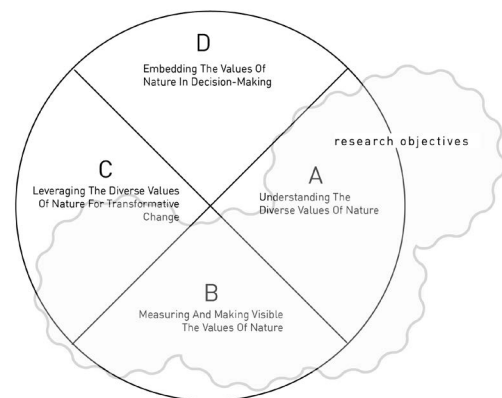 D
Embedding The Values Of
Nature In Decision-Making
research objectives
C
Leveraging The Diverse Values
Of Nature For Transformative
Change
A
Understanding The
Diverse Values Of Nature
B
Measuring And Making Visible
The Values Of Nature